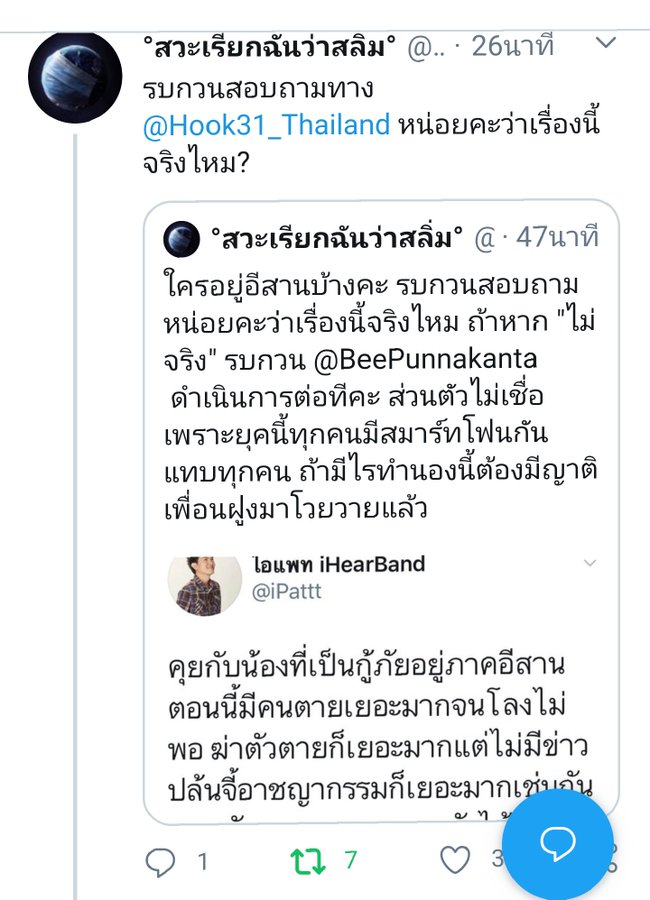 °สวะเรียกฉันว่าสลิ่ม° @.. · 26นาที
รบกวนสอบถามทาง
@Hook31_Thailand หน่อยคะว่าเรื่องนี้
จริงไหม?
°สวะเรียกฉันว่าสลิ่ม° @ · 47นาที
ใครอยู่อีสานบ้างคะ รบกวนสอบถาม
หน่อยคะว่าเรื่องนี้จริงไหม ถ้าหาก "ไม่
จริง" รบกวน @BeePunnakanta
ดำเนินการต่อทีคะ ส่วนตัวไม่เชื่อ
เพราะยุคนี้ทุกคนมีสมาร์ทโฟนกัน
แทบทุกคน ถ้ามีไรทำนองนี้ต้องมีญาติ
เพื่อนฝูงมาโวยวายแล้ว
ไอแพท iHearBand
@iPattt
คุยกับน้องที่เป็นกู้ภัยอยู่ภาคอีสาน
ตอนนี้มีคนตายเยอะมากจนโลงไม่
พอ ฆ่าตัวตายก็เยอะมากแต่ไม่มีข่าว
ปล้นจี้อาชญากรรมก็เยอะมากเช่นกัน
1 7 3